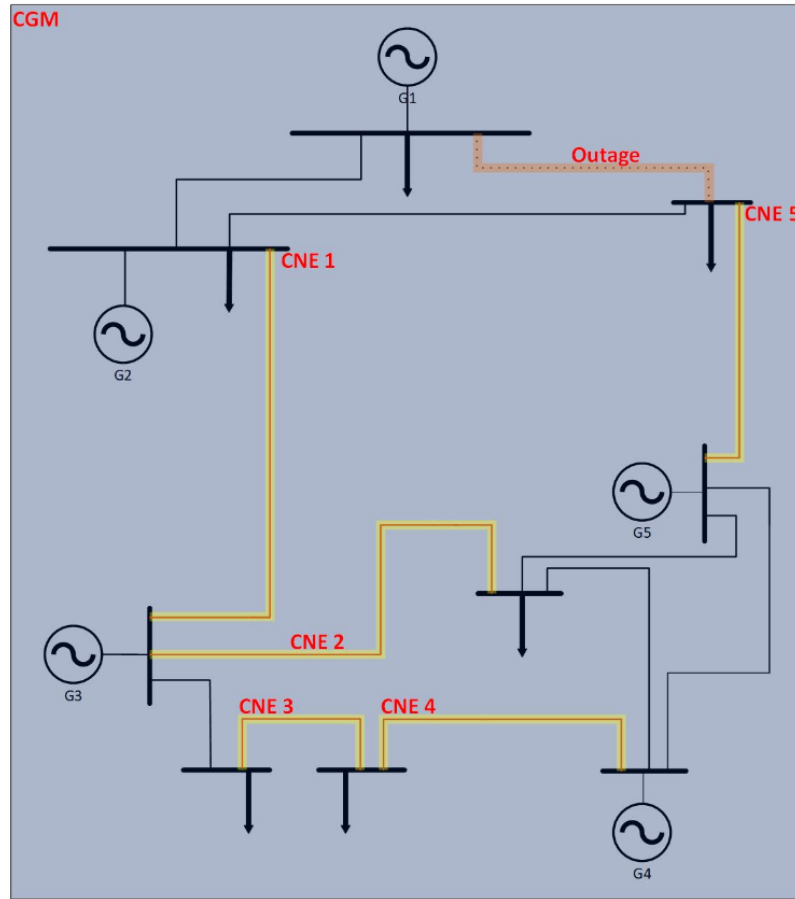 CGM
G1
Outage
CNE 5
CNE 1
G2
G5
CNE 2
G3
CNE 3
CNE 4
G4